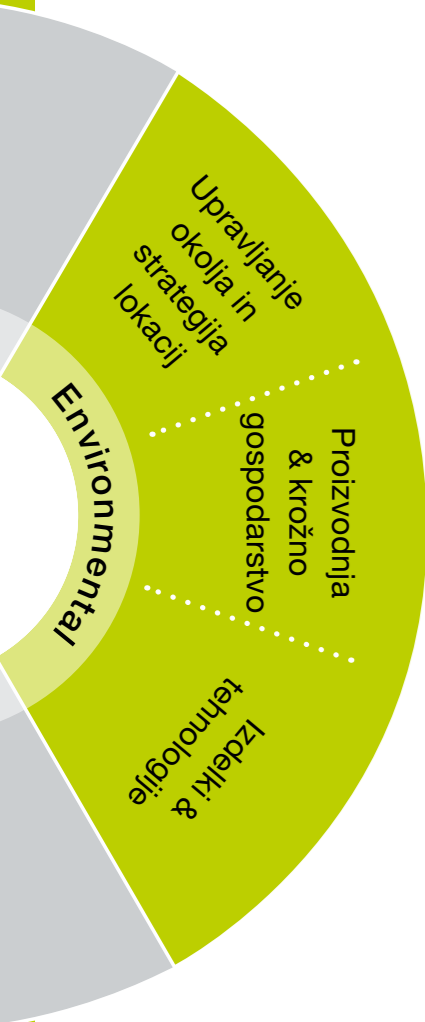 Upravljanje
okolja in
strategija
lokacij
Proizvodnja
& krožno
gospodarstvo
Izdelki &
tehnologije
Environmental